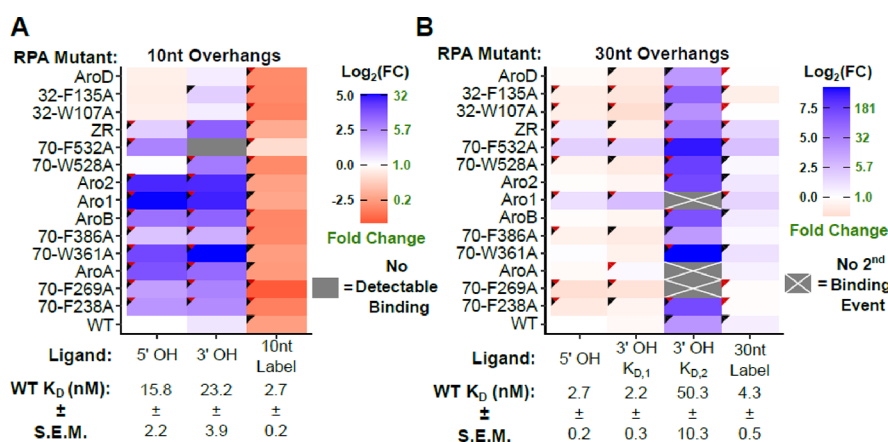 A
RPA Mutant: 10nt Overhangs
AroD
32-F135A
32-W107A
ZR
70-F532A
70-W528A
Aro2
Aro1
AroB
70-F386A
70-W361A
AroA
70-F269A
70-F238A
WT
Log2(FC)
5.0 32
2.5 5.7
0.0 1.0
-2.5 0.2
Fold Change
No
= Detectable
Binding
Ligand: 5' OH 3' OH 10nt Label
WT KD (nM): 15.8 23.2 2.7
± ± ± ±
S.E.M. 2.2 3.9 0.2
B
RPA Mutant: 30nt Overhangs
AroD
32-F135A
32-W107A
ZR
70-F532A
70-W528A
Aro2
Aro1
AroB
70-F386A
70-W361A
AroA
70-F269A
70-F238A
WT
Log2(FC)
7.5 181
5.0 32
2.5 5.7
0.0 1.0
Fold Change
No 2nd
= Binding
Event
Ligand: 5' OH 3' OH KD,1 3' OH KD,2 30nt Label
WT KD (nM): 2.7 2.2 50.3 4.3
± ± ± ± ±
S.E.M. 0.2 0.3 10.3 0.5